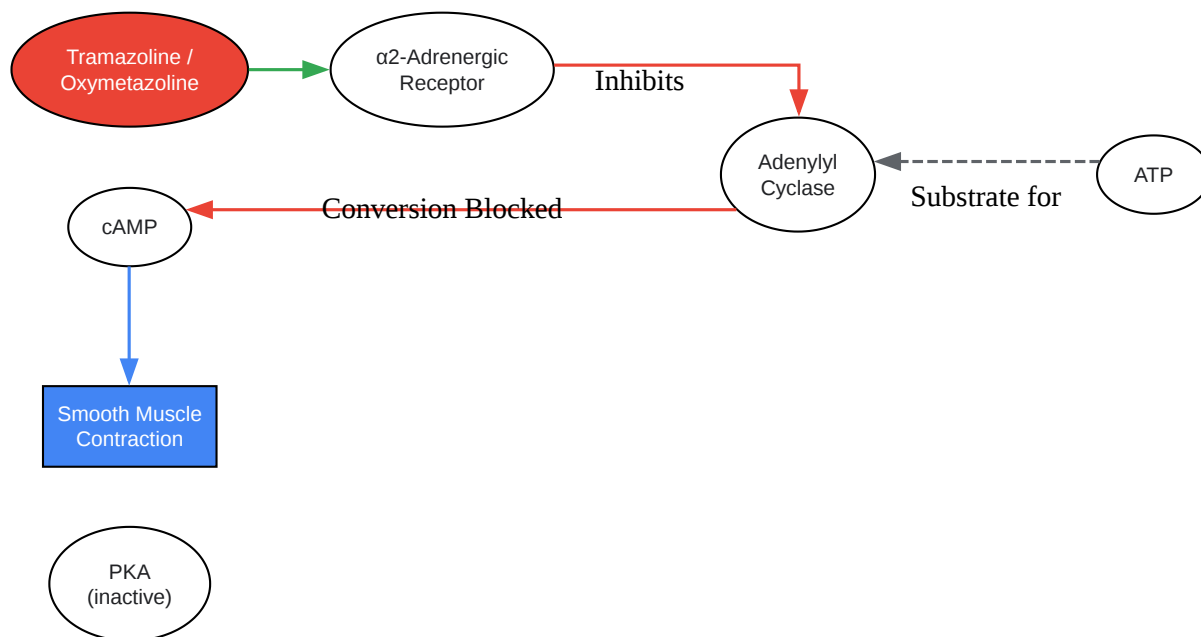 Tramazoline /
Oxymetazoline
α2-Adrenergic
Receptor
Inhibits
Adenylyl
Cyclase
Substrate for
ATP
cAMP
Conversion Blocked
Smooth Muscle
Contraction
PKA
(inactive)